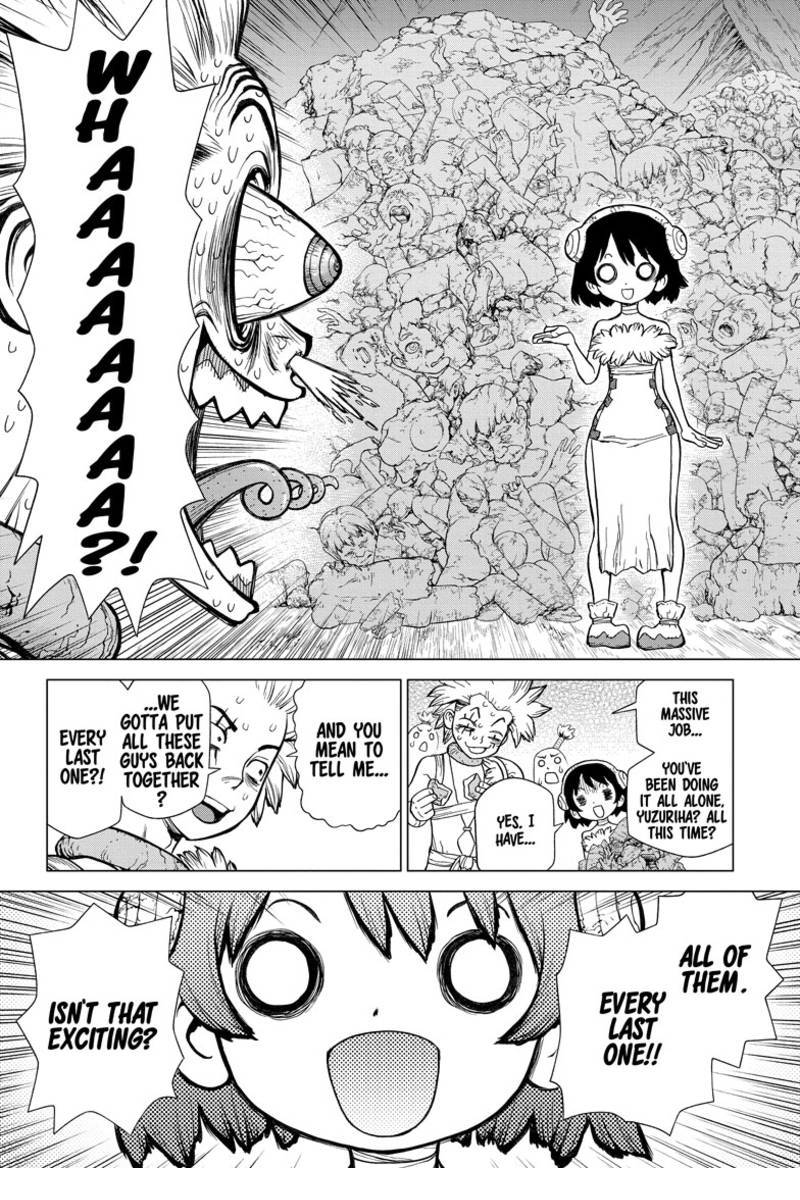 WHAAAAAAAA?!
THIS
MASSIVE
JOB...
YOU'VE
BEEN DOING
IT ALL ALONE,
YUZURIHA? ALL
THIS TIME?
YES, I
HAVE...
AND YOU
MEAN TO
TELL ME...
...WE
GOTTA PUT
ALL THESE
GUYS BACK
TOGETHER
?
EVERY
LAST
ONE?!
ALL OF
THEM.
EVERY
LAST
ONE!!
ISN'T THAT
EXCITING?